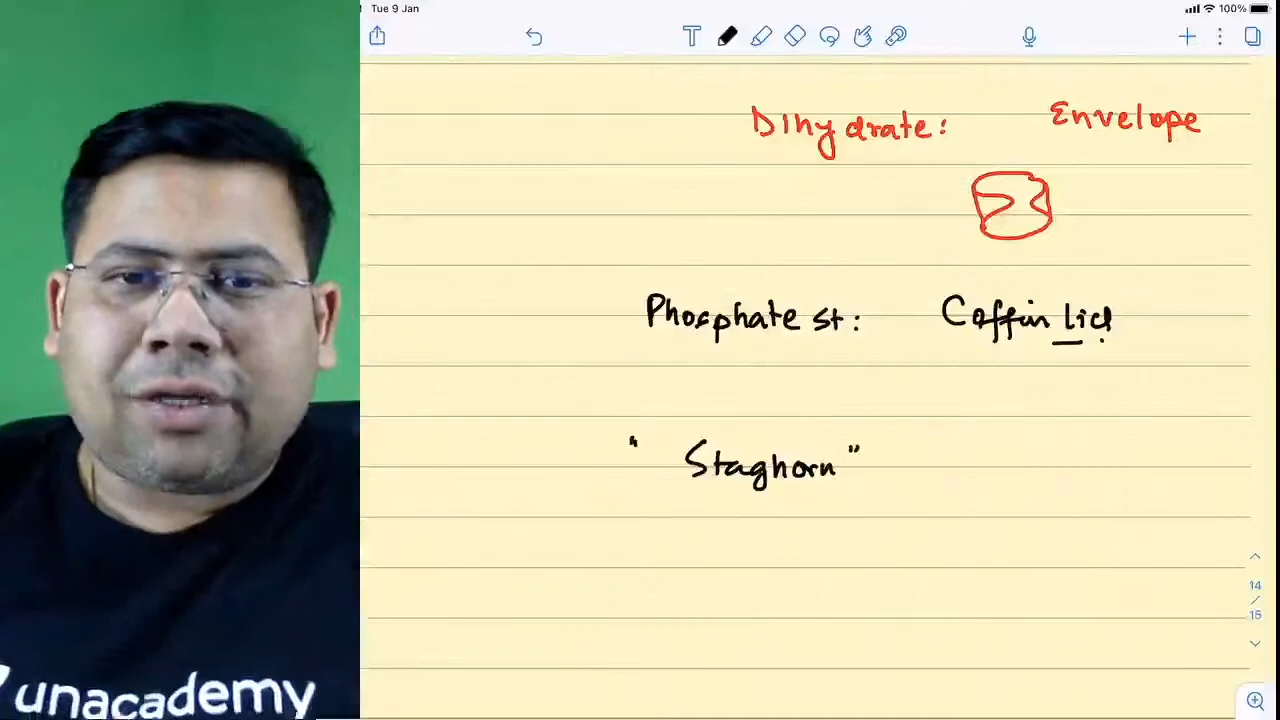 Tue 9 Jan
100%
T
Dihydrate: Envelope
Phosphate st: Coffin lid
" Staghorn "
14
/
15
unacademy